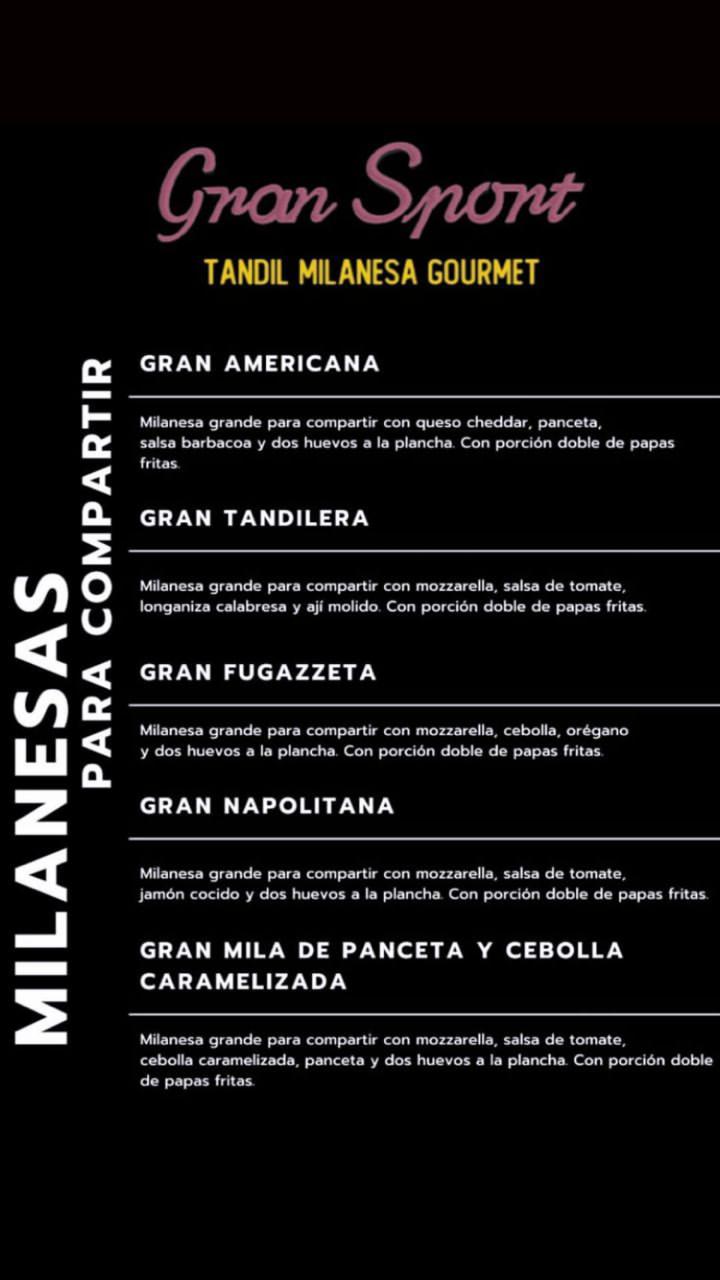 Gran Sport
TANDIL MILANESA GOURMET
MILANESAS
PARA COMPARTIR
GRAN AMERICANA
Milanesa grande para compartir con queso cheddar, panceta,
salsa barbacoa y dos huevos a la plancha. Con porción doble de papas
fritas.
GRAN TANDILERA
Milanesa grande para compartir con mozzarella, salsa de tomate,
longaniza calabresa y ají molido. Con porción doble de papas fritas.
GRAN FUGAZZETA
Milanesa grande para compartir con mozzarella, cebolla, orégano
y dos huevos a la plancha. Con porción doble de papas fritas.
GRAN NAPOLITANA
Milanesa grande para compartir con mozzarella, salsa de tomate,
jamón cocido y dos huevos a la plancha. Con porción doble de papas fritas.
GRAN MILA DE PANCETA Y CEBOLLA
CARAMELIZADA
Milanesa grande para compartir con mozzarella, salsa de tomate,
cebolla caramelizada, panceta y dos huevos a la plancha. Con porción doble
de papas fritas.